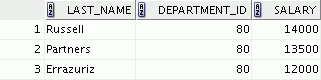 LAST_NAME DEPARTMENT_ID SALARY
1 Russell 80 14000
2 Partners 80 13500
3 Errazuriz 80 12000